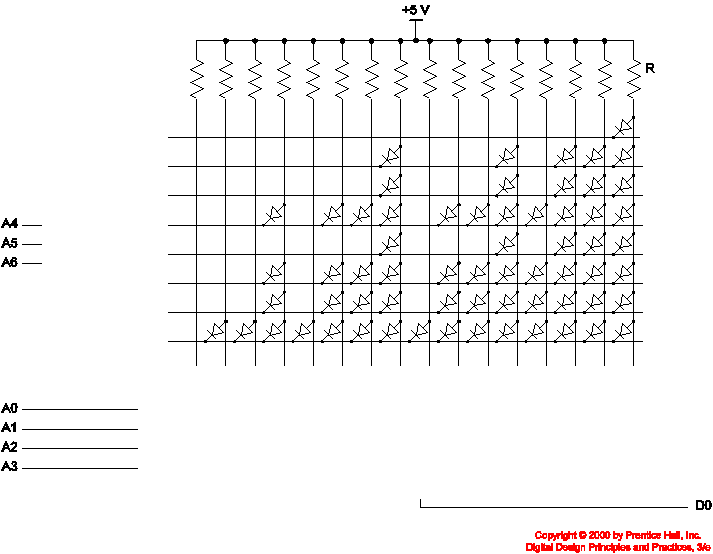 +5 V
R
A4
A5
A6
A0
A1
A2
A3
D0
Copyright © 2000 by Prentice Hall, Inc.
Digital Design Principles and Practices, 3/e